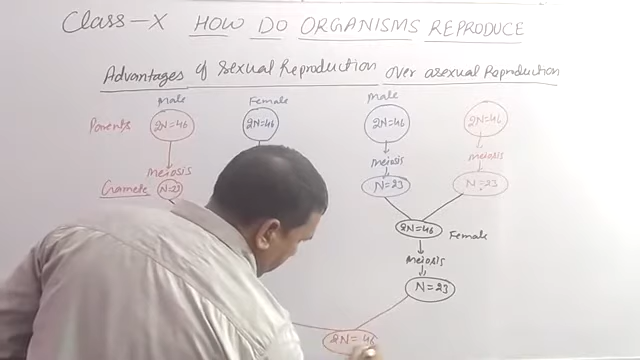 Class-X HOW DO ORGANISMS REPRODUCE
Advantages of Sexual Reproduction over asexual Reproduction
Male Female Male
Parents 2N=46 2N=46 2N=46 2N=46
Meiosis meiosis meiosis
Gamete N=23 N=23 N=23
2N=46 Female
meiosis
N=23
2N=46